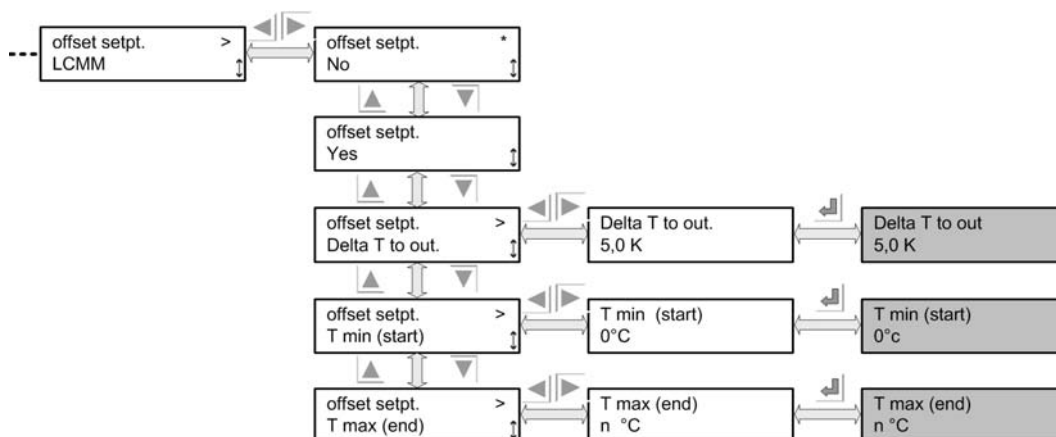 offset setpt. >
LCMM
offset setpt. *
No
offset setpt.
Yes
offset setpt. >
Delta T to out.
Delta T to out.
5,0 K
Delta T to out
5,0 K
offset setpt. >
T min (start)
T min (start)
0°C
T min (start)
0°c
offset setpt. >
T max (end)
T max (end)
n °C
T max (end)
n °C